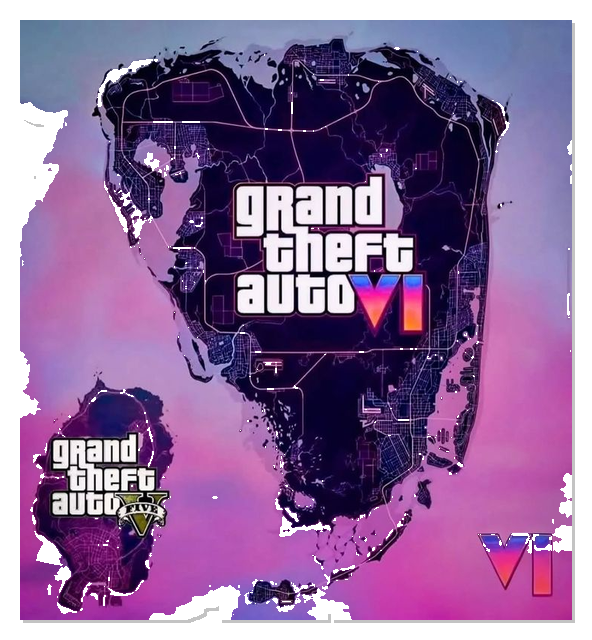 grand
theft
auto VI
grand
theft
auto V
FIVE
VI